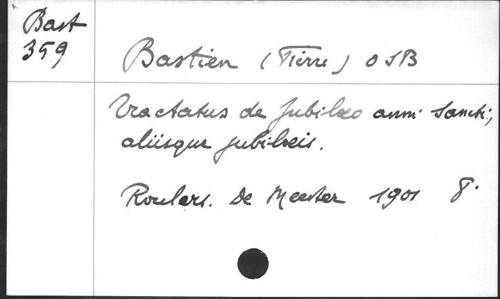 Bast
359
Bastien (Pierre) OSB
Tractatus de Jubilaeo anni sancti,
aliisque jubilaeis.
Roulers. De Meester 1901 8°.